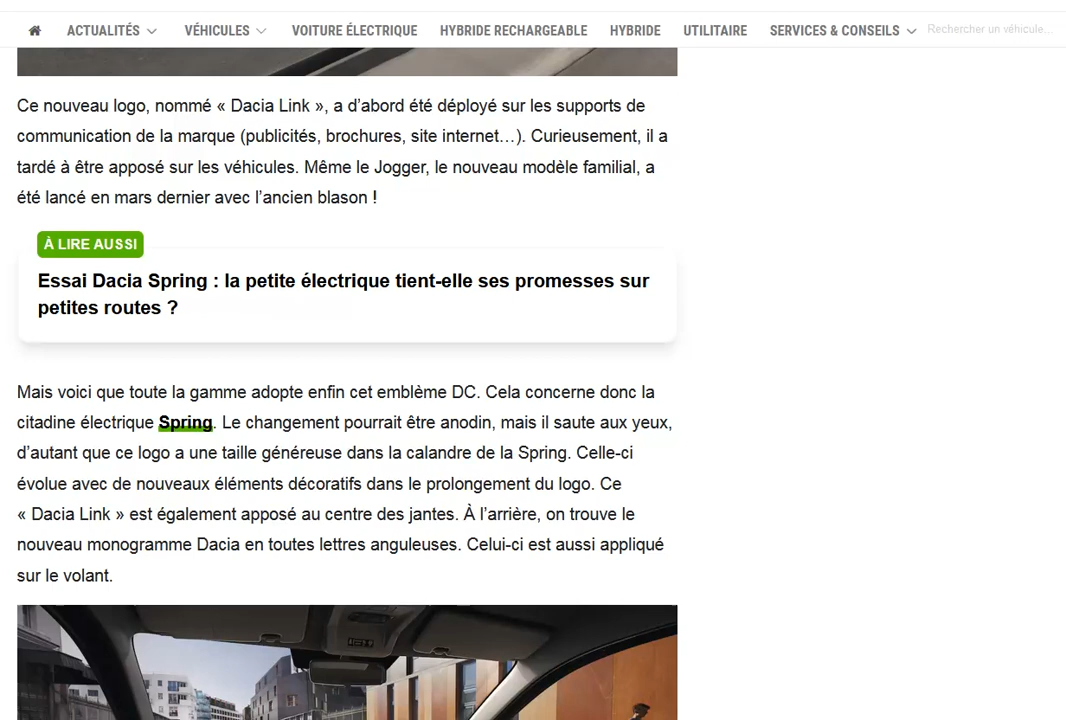 ACTUALITÉS VÉHICULES VOITURE ÉLECTRIQUE HYBRIDE RECHARGEABLE HYBRIDE UTILITAIRE SERVICES & CONSEILS Rechercher un véhicule...
Ce nouveau logo, nommé « Dacia Link », a d’abord été déployé sur les supports de
communication de la marque (publicités, brochures, site internet…). Curieusement, il a
tardé à être apposé sur les véhicules. Même le Jogger, le nouveau modèle familial, a
été lancé en mars dernier avec l’ancien blason !
À LIRE AUSSI
Essai Dacia Spring : la petite électrique tient-elle ses promesses sur
petites routes ?
Mais voici que toute la gamme adopte enfin cet emblème DC. Cela concerne donc la
citadine électrique Spring. Le changement pourrait être anodin, mais il saute aux yeux,
d’autant que ce logo a une taille généreuse dans la calandre de la Spring. Celle-ci
évolue avec de nouveaux éléments décoratifs dans le prolongement du logo. Ce
« Dacia Link » est également apposé au centre des jantes. À l’arrière, on trouve le
nouveau monogramme Dacia en toutes lettres anguleuses. Celui-ci est aussi appliqué
sur le volant.